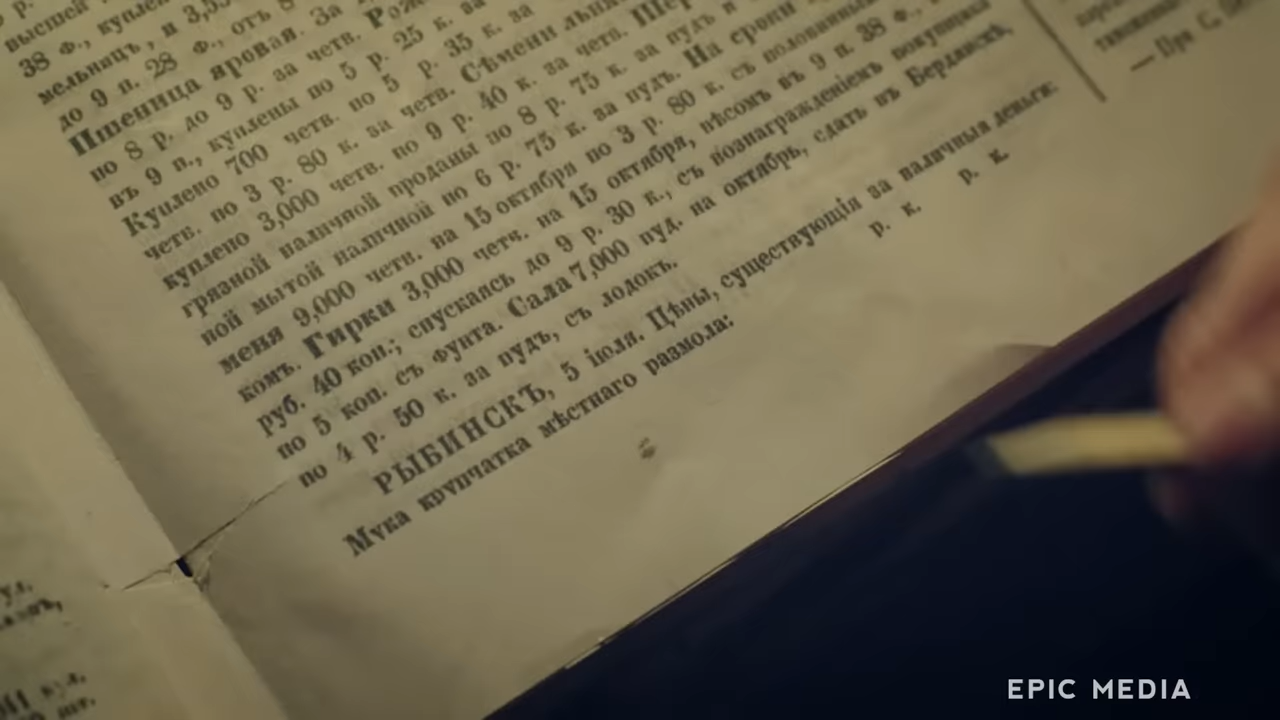 38 ф., куплен
мельницъ, п 3,55
до 9 п. 28 ф., отъ 8
Пшеница яровая. За
по 8 р. до 9 р. за четв. Рож
въ 9 п., куплены по 5 р. 25 к. за
Куплено 700 четв. по 5 р. 35 к. за
четв. по 3 р. 80 к. за четв. Сѣмени льня
куплено 3,000 четв. по 9 р. 40 к. за четв. Шер
грязной наличной проданы по 8 р. 75 к. за пудъ и
ной мытой наличной по 6 р. 75 к. за пудъ. На сроки
меня 9,000 четв. на 15 октября по 3 р. 80 к. съ половинны
комъ. Гирки 3,000 четч. на 15 октября, вѣсомъ въ 9 п. 38 ф.,
руб. 40 коп.; спускаясь до 9 р. 30 к., съ вознагражденіемъ покупщика
по 5 коп. съ фунта. Сала 7,000 пуд. на октябрь, сдать въ Бердянскѣ,
по 4 р. 50 к. за пудъ, съ лодокъ.
РЫБИНСКЪ, 5 іюля. Цѣны, существующія за наличныя деньги:
р. к. р. к.
Мука крупчатка мѣстнаго размола:
EPIC MEDIA